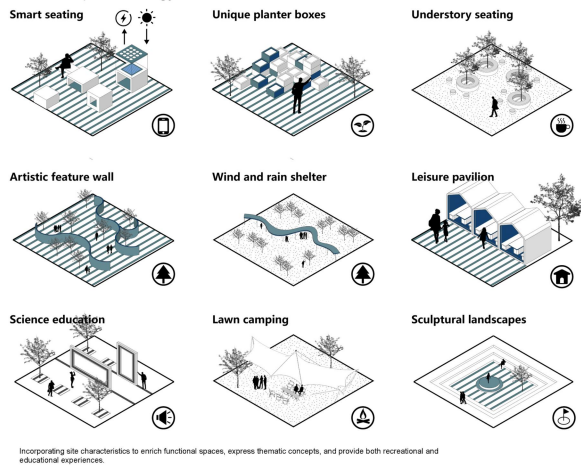 Smart seating
Unique planter boxes
Understory seating
Artistic feature wall
Wind and rain shelter
Leisure pavilion
Science education
Lawn camping
Sculptural landscapes
Incorporating site characteristics to enrich functional spaces, express thematic concepts, and provide both recreational and
educational experiences.